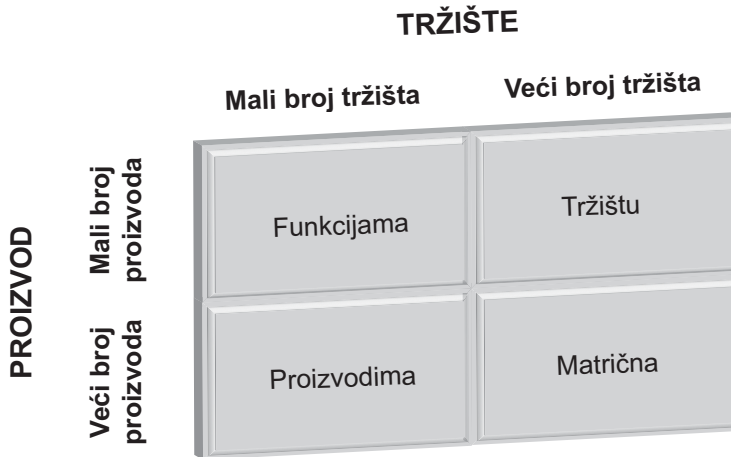 TRŽIŠTE
Mali broj tržišta
Veći broj tržišta
PROIZVOD
Mali broj
proizvoda
Funkcijama
Tržištu
Veći broj
proizvoda
Proizvodima
Matrična